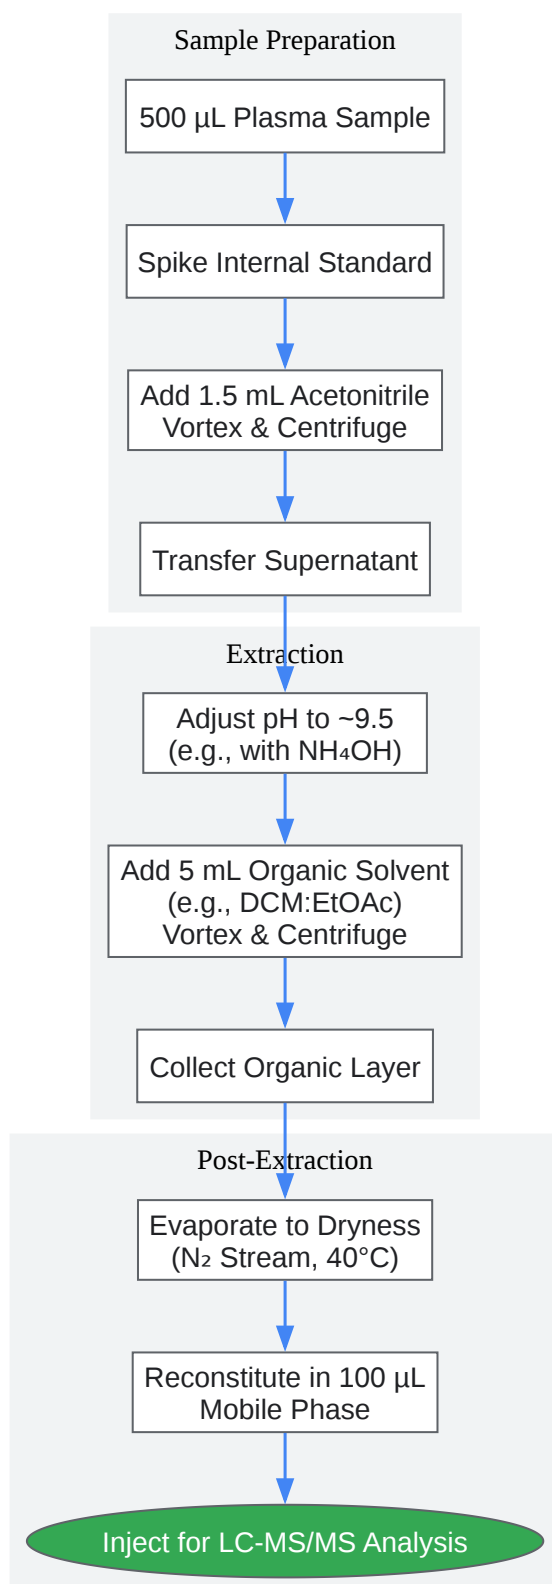 Sample Preparation
500 µL Plasma Sample
Spike Internal Standard
Add 1.5 mL Acetonitrile
Vortex & Centrifuge
Transfer Supernatant
Extraction
Adjust pH to ~9.5
(e.g., with NH₄OH)
Add 5 mL Organic Solvent
(e.g., DCM:EtOAc)
Vortex & Centrifuge
Collect Organic Layer
Post-Extraction
Evaporate to Dryness
(N₂ Stream, 40°C)
Reconstitute in 100 µL
Mobile Phase
Inject for LC-MS/MS Analysis